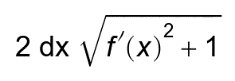 2 dx √(f′(x)² + 1)